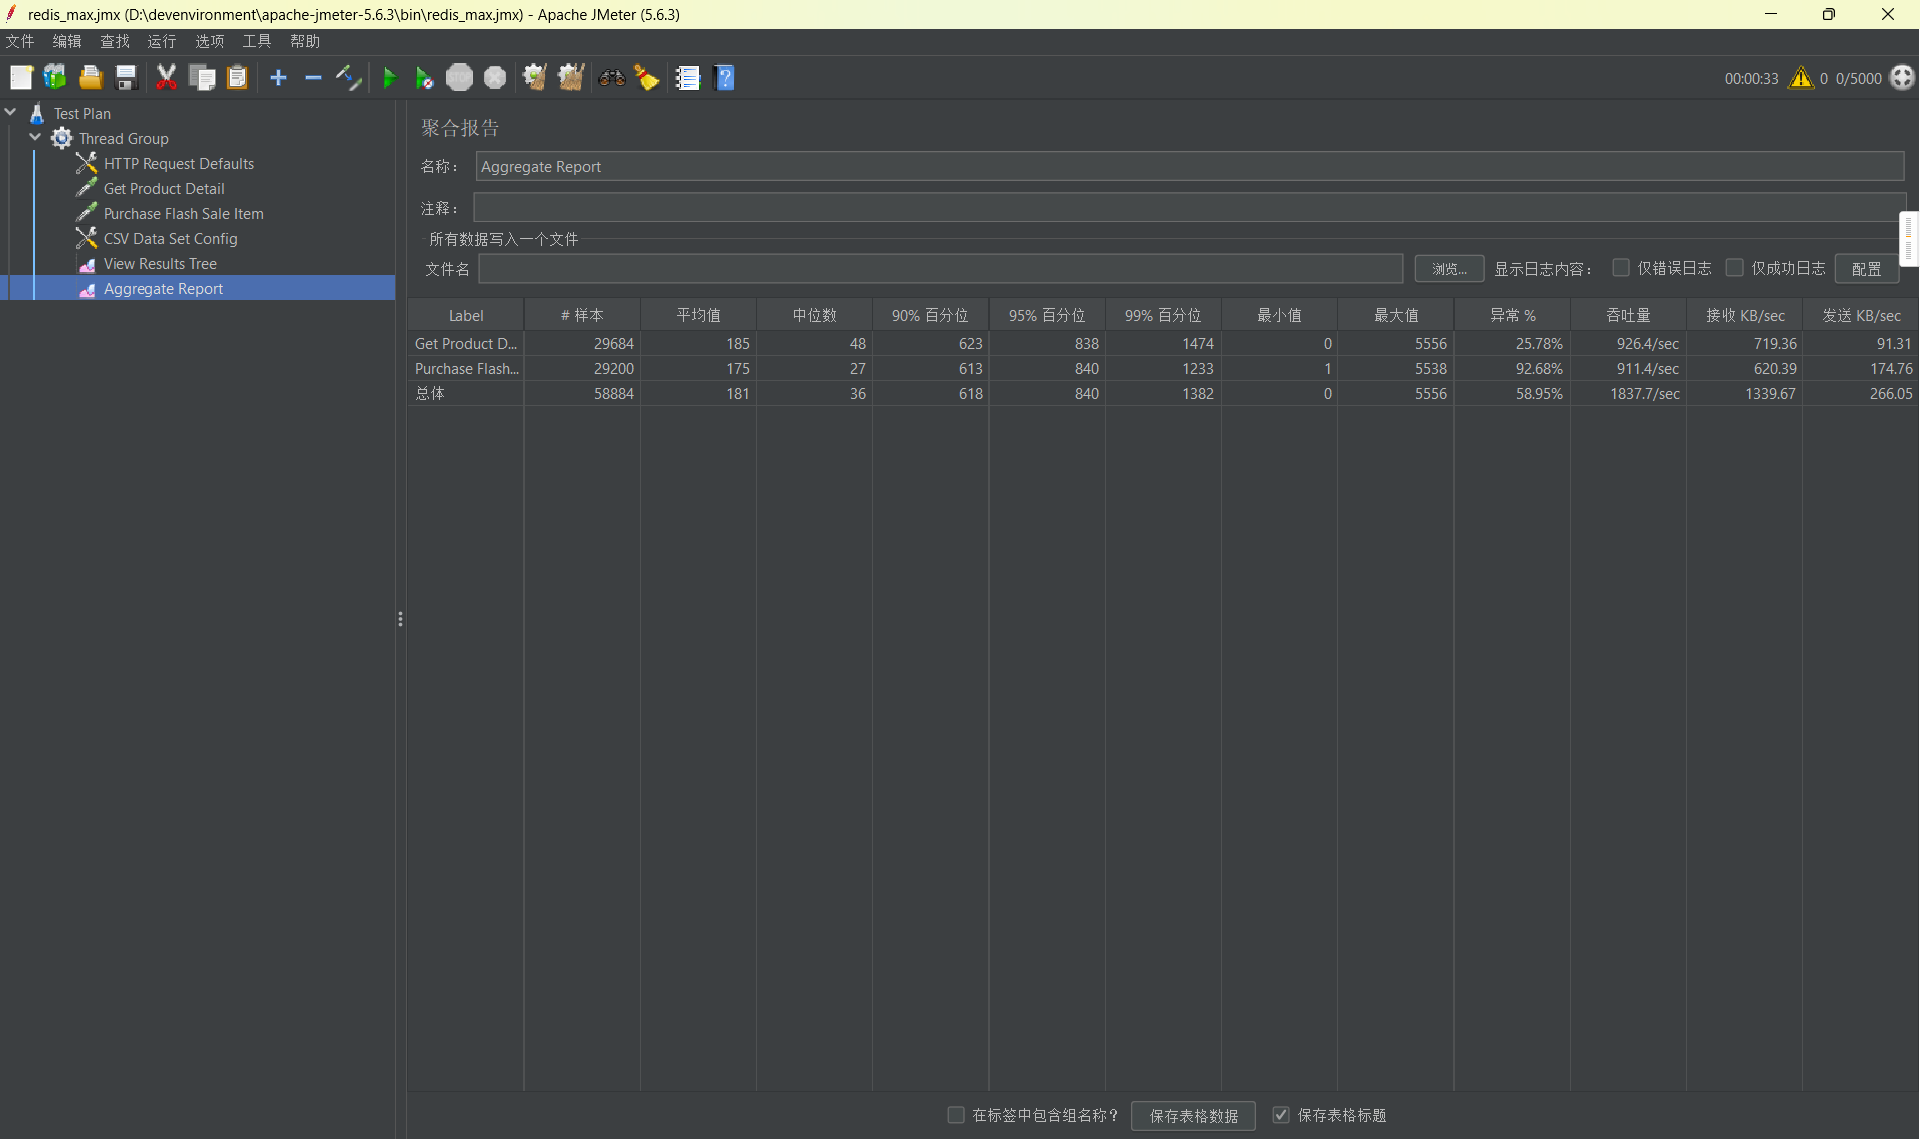 redis_max.jmx (D:\devenvironment\apache-jmeter-5.6.3\bin\redis_max.jmx) - Apache JMeter (5.6.3)
文件 编辑 查找 运行 选项 工具 帮助
STOP
00:00:33 0 0/5000
Test Plan
Thread Group
HTTP Request Defaults
Get Product Detail
Purchase Flash Sale Item
CSV Data Set Config
View Results Tree
Aggregate Report
聚合报告
名称： Aggregate Report
注释：
所有数据写入一个文件
文件名 浏览... 显示日志内容： 仅错误日志 仅成功日志 配置
Label # 样本 平均值 中位数 90% 百分位 95% 百分位 99% 百分位 最小值 最大值 异常 % 吞吐量 接收 KB/sec 发送 KB/sec
Get Product D... 29684 185 48 623 838 1474 0 5556 25.78% 926.4/sec 719.36 91.31
Purchase Flash... 29200 175 27 613 840 1233 1 5538 92.68% 911.4/sec 620.39 174.76
总体 58884 181 36 618 840 1382 0 5556 58.95% 1837.7/sec 1339.67 266.05
在标签中包含组名称？ 保存表格数据 保存表格标题